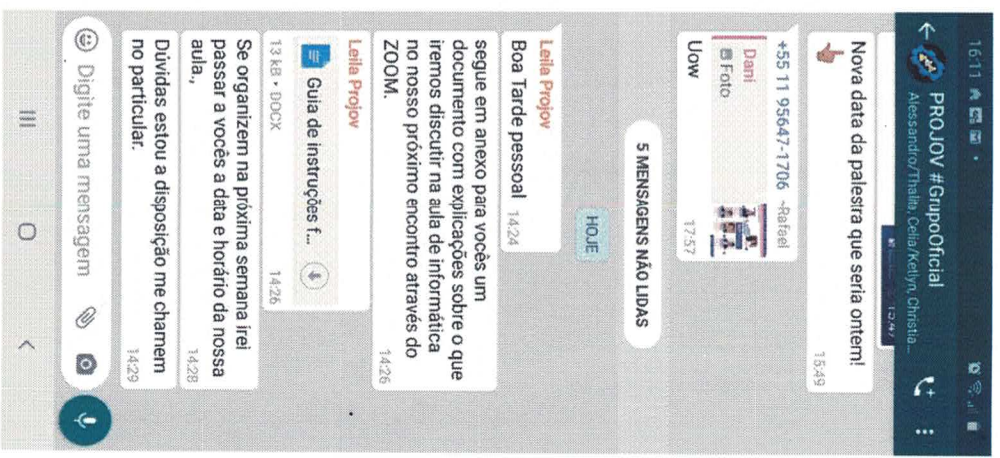 16:11
PROJOV #GrupoOficial
Alessandro/Thalita, Celia/Ketlyn, Christia...
15:47
Nova data da palestra que seria ontem!
15:49
+55 11 95647-1706 ~Rafael
Dani
Foto
Uow
17:57
5 MENSAGENS NÃO LIDAS
HOJE
Leila Projov
Boa Tarde pessoal 14:24
segue em anexo para vocês um
documento com explicações sobre o que
iremos discutir na aula de informática
no nosso próximo encontro através do
ZOOM.
14:26
Leila Projov
Guia de instruções f...
13 kB • DOCX
14:26
Se organizem na próxima semana irei
passar a vocês a data e horário da nossa
aula.,
14:28
Dúvidas estou a disposição me chamem
no particular.
14:29
Digite uma mensagem